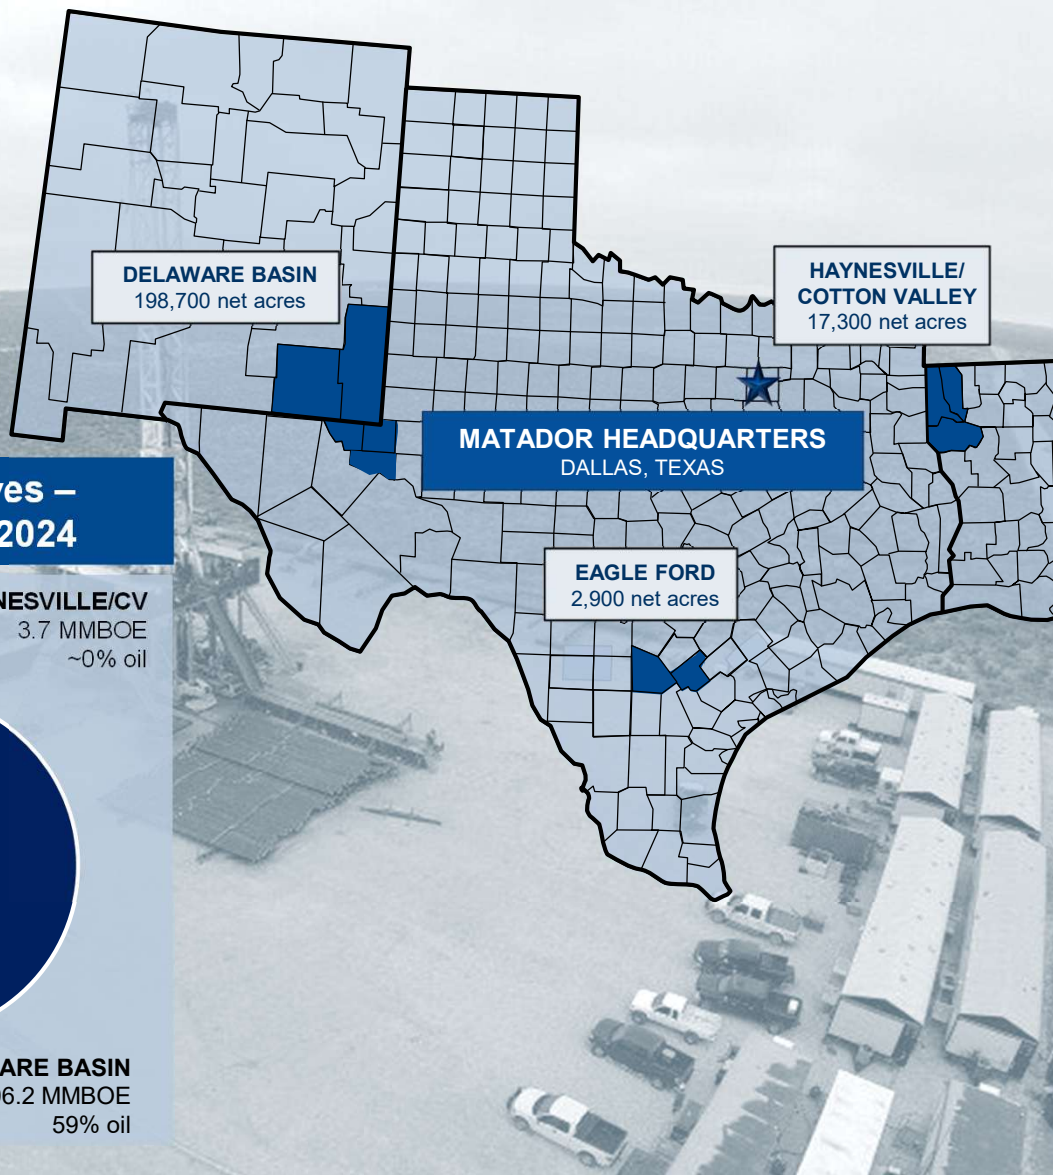 DELAWARE BASIN
198,700 net acres
HAYNESVILLE/
COTTON VALLEY
17,300 net acres
MATADOR HEADQUARTERS
DALLAS, TEXAS
EAGLE FORD
2,900 net acres
es –
2024
NESVILLE/CV
3.7 MMBOE
~0% oil
ARE BASIN
6.2 MMBOE
59% oil